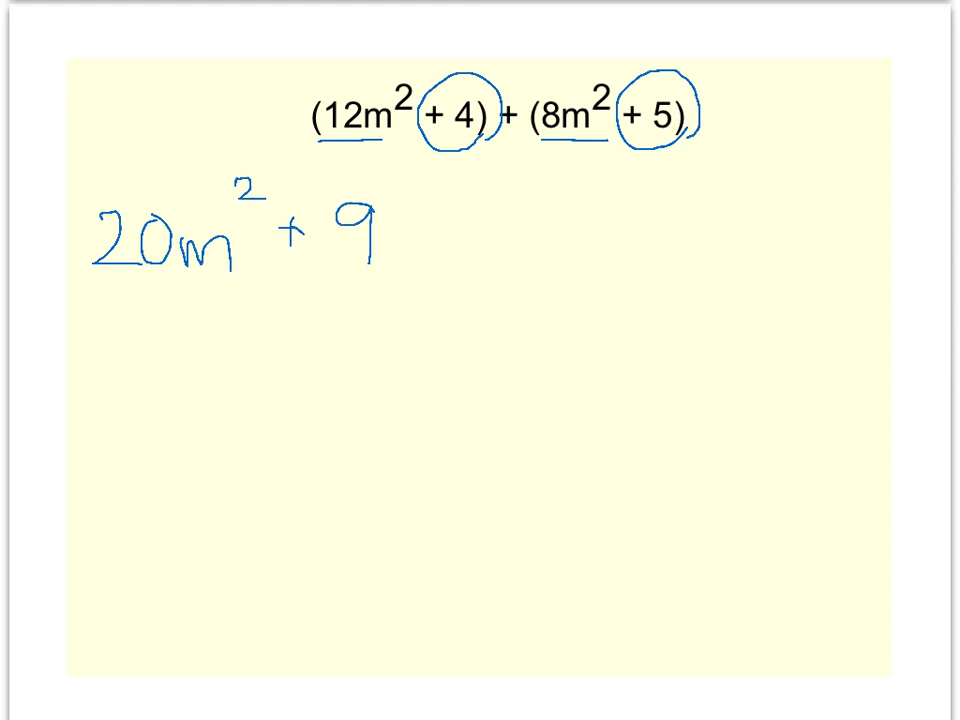 (12m² + 4) + (8m² + 5)
20m² + 9